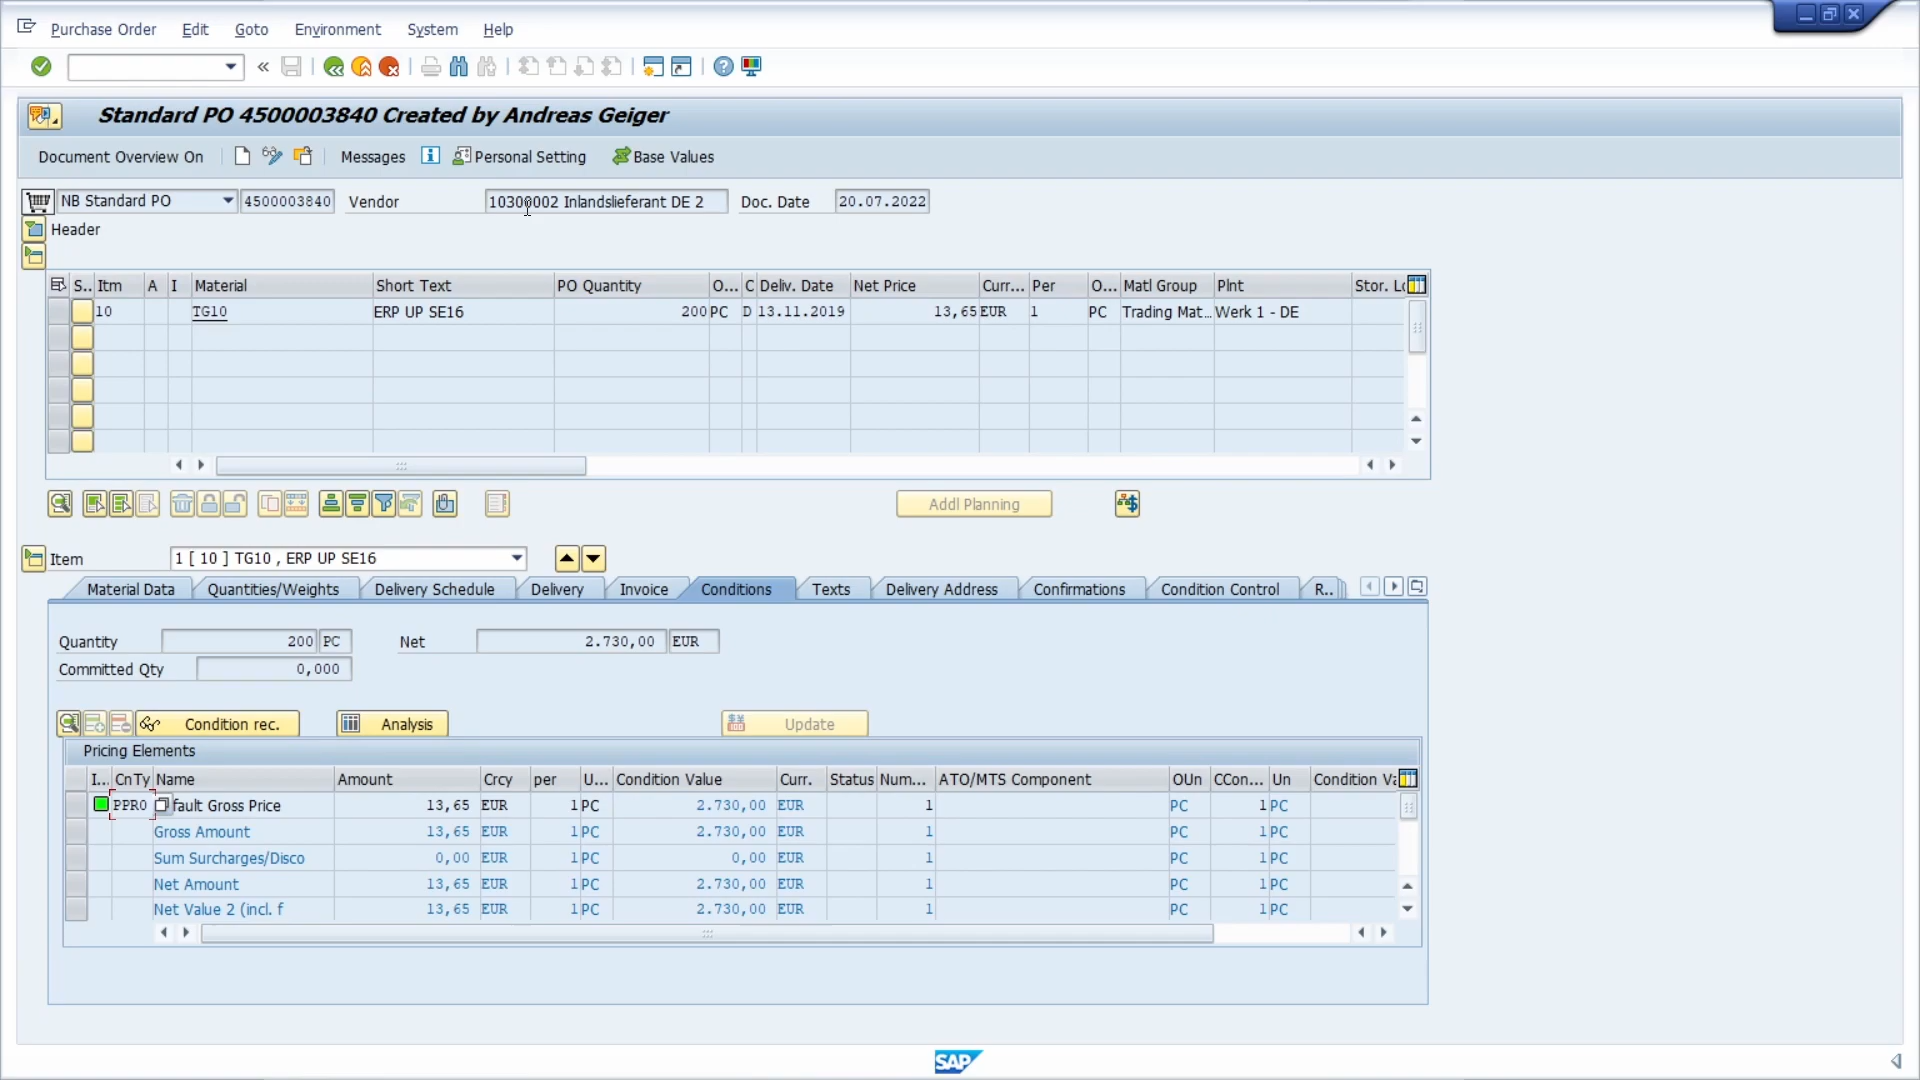 Purchase Order Edit Goto Environment System Help
Standard PO 4500003840 Created by Andreas Geiger
Document Overview On Messages Personal Setting Base Values
NB Standard PO 4500003840 Vendor 10300002 Inlandslieferant DE 2 Doc. Date 20.07.2022
Header
S.. Itm A I Material Short Text PO Quantity O... C Deliv. Date Net Price Curr... Per O... Matl Group Plnt Stor. Lo
10 TG10 ERP UP SE16 200 PC D 13.11.2019 13,65 EUR 1 PC Trading Mat... Werk 1 - DE
Addl Planning
Item 1 [ 10 ] TG10 , ERP UP SE16
Material Data Quantities/Weights Delivery Schedule Delivery Invoice Conditions Texts Delivery Address Confirmations Condition Control R..
Quantity 200 PC Net 2.730,00 EUR
Committed Qty 0,000
Condition rec. Analysis Update
Pricing Elements
I... CnTy Name Amount Crcy per U... Condition Value Curr. Status Num... ATO/MTS Component OUn CCon... Un Condition Va
PPR0 fault Gross Price 13,65 EUR 1 PC 2.730,00 EUR 1 PC 1 PC
Gross Amount 13,65 EUR 1 PC 2.730,00 EUR 1 PC 1 PC
Sum Surcharges/Disco 0,00 EUR 1 PC 0,00 EUR 1 PC 1 PC
Net Amount 13,65 EUR 1 PC 2.730,00 EUR 1 PC 1 PC
Net Value 2 (incl. f 13,65 EUR 1 PC 2.730,00 EUR 1 PC 1 PC
SAP